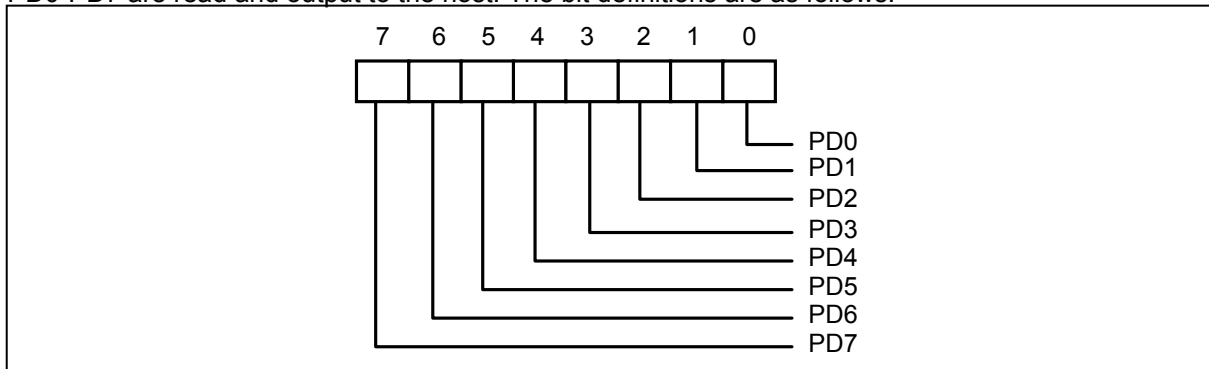 PD0-PD7 are read and output to the host. The bit definitions are as follows:
7 6 5 4 3 2 1 0
PD0
PD1
PD2
PD3
PD4
PD5
PD6
PD7